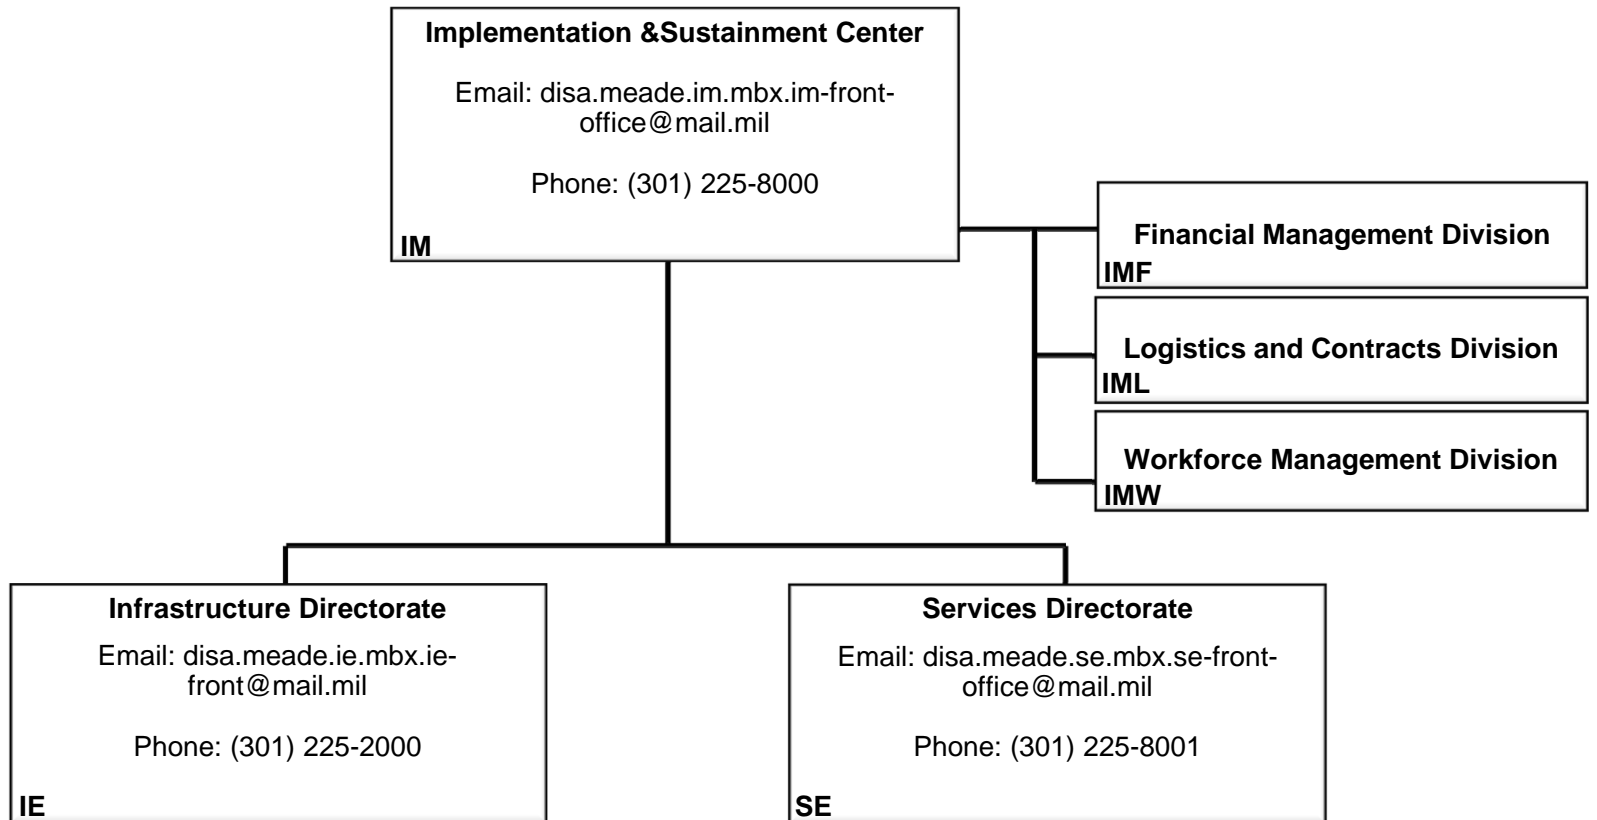 Implementation &Sustainment Center
Email: disa.meade.im.mbx.im-front-
office@mail.mil
Phone: (301) 225-8000
IM
Financial Management Division
IMF
Logistics and Contracts Division
IML
Workforce Management Division
IMW
Infrastructure Directorate
Email: disa.meade.ie.mbx.ie-
front@mail.mil
Phone: (301) 225-2000
IE
Services Directorate
Email: disa.meade.se.mbx.se-front-
office@mail.mil
Phone: (301) 225-8001
SE